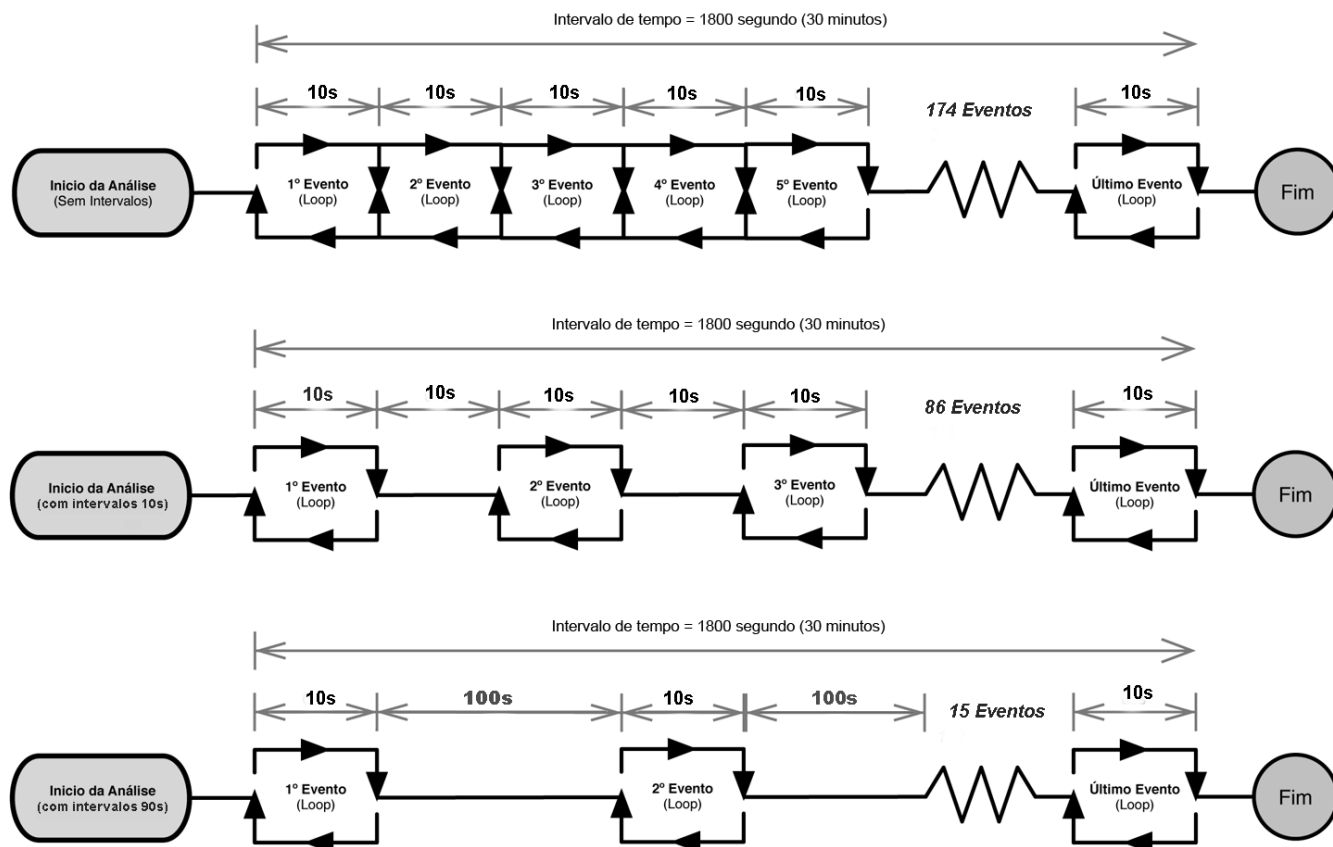 Intervalo de tempo = 1800 segundo (30 minutos)
10s 10s 10s 10s 10s 174 Eventos 10s
Inicio da Análise
(Sem Intervalos)
1º Evento
(Loop)
2º Evento
(Loop)
3º Evento
(Loop)
4º Evento
(Loop)
5º Evento
(Loop)
Último Evento
(Loop)
Fim
Intervalo de tempo = 1800 segundo (30 minutos)
10s 10s 10s 10s 10s 86 Eventos 10s
Inicio da Análise
(com intervalos 10s)
1º Evento
(Loop)
2º Evento
(Loop)
3º Evento
(Loop)
Último Evento
(Loop)
Fim
Intervalo de tempo = 1800 segundo (30 minutos)
10s 100s 10s 100s 15 Eventos 10s
Inicio da Análise
(com intervalos 90s)
1º Evento
(Loop)
2º Evento
(Loop)
Último Evento
(Loop)
Fim